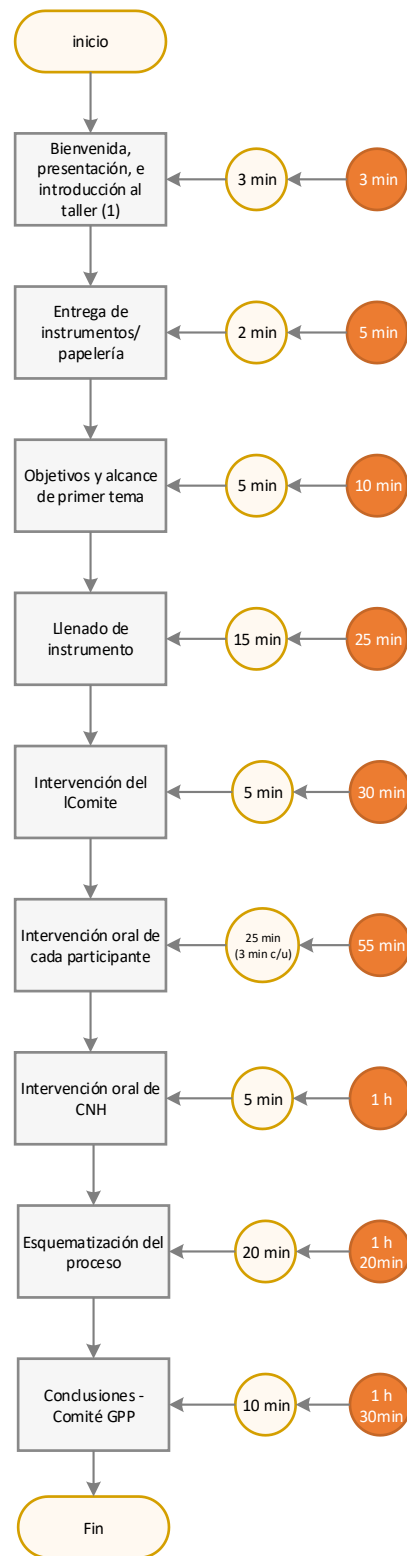 inicio
Bienvenida,
presentación, e
introducción al
taller (1)
3 min
3 min
Entrega de
instrumentos/
papelería
2 min
5 min
Objetivos y alcance
de primer tema
5 min
10 min
Llenado de
instrumento
15 min
25 min
Intervención del
lComite
5 min
30 min
Intervención oral de
cada participante
25 min
(3 min c/u)
55 min
Intervención oral de
CNH
5 min
1 h
Esquematización del
proceso
20 min
1 h
20min
Conclusiones -
Comité GPP
10 min
1 h
30min
Fin